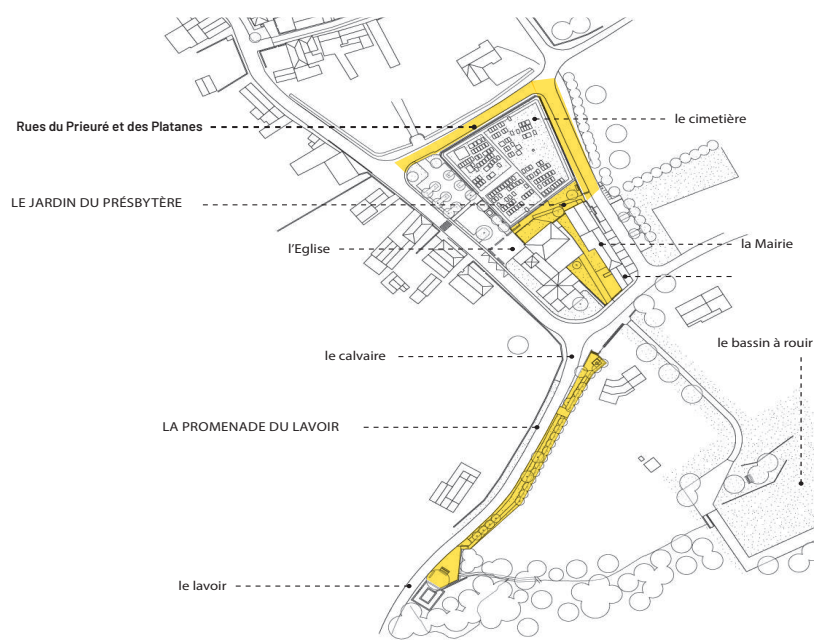 le cimetière
Rues du Prieuré et des Platanes
LE JARDIN DU PRÉSBYTÈRE
l'Eglise
la Mairie
le bassin à rouir
le calvaire
LA PROMENADE DU LAVOIR
le lavoir